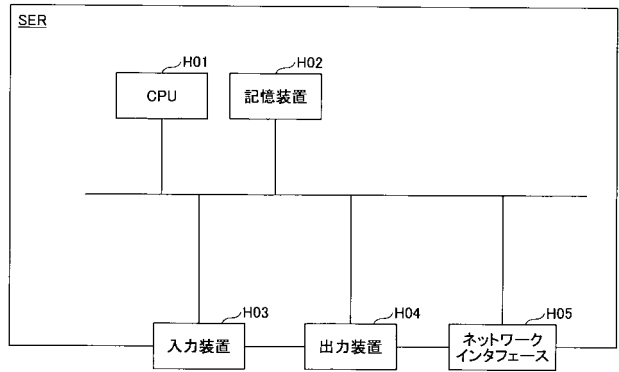 SER
H01
CPU
H02
記憶装置
H03
入力装置
H04
出力装置
H05
ネットワーク
インタフェース